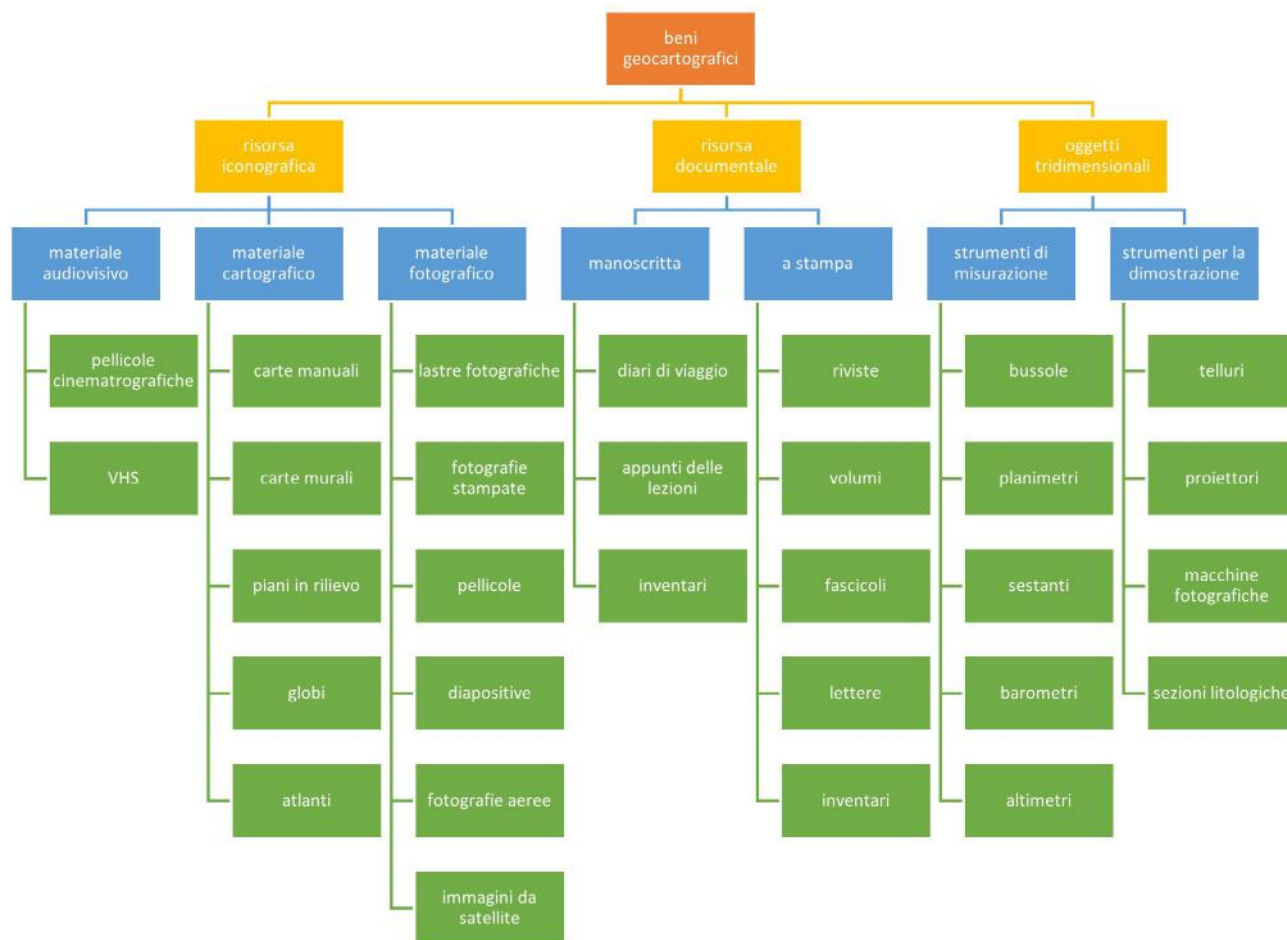 beni
geocartografici
risorsa
iconografica
risorsa
documentale
oggetti
tridimensionali
materiale
audiovisivo
materiale
cartografico
materiale
fotografico
manoscritta
a stampa
strumenti di
misurazione
strumenti per la
dimostrazione
pellicole
cinematrografiche
VHS
carte manuali
carte murali
piani in rilievo
globi
atlanti
lastre fotografiche
fotografie
stampate
pellicole
diapositive
fotografie aeree
immagini da
satellite
diari di viaggio
appunti delle
lezioni
inventari
riviste
volumi
fascicoli
lettere
inventari
bussole
planimetri
sestanti
barometri
altimetri
telluri
proiettori
macchine
fotografiche
sezioni litologiche